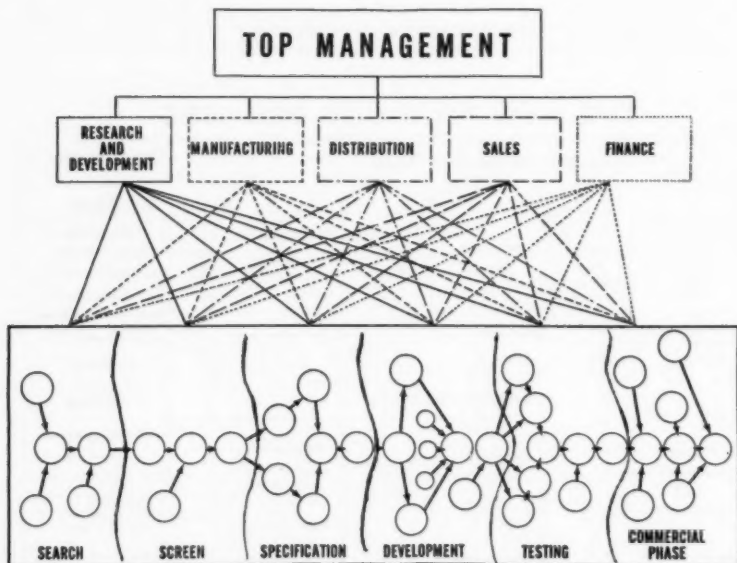 TOP MANAGEMENT
RESEARCH
AND
DEVELOPMENT
MANUFACTURING
DISTRIBUTION
SALES
FINANCE
SEARCH
SCREEN
SPECIFICATION
DEVELOPMENT
TESTING
COMMERCIAL
PHASE